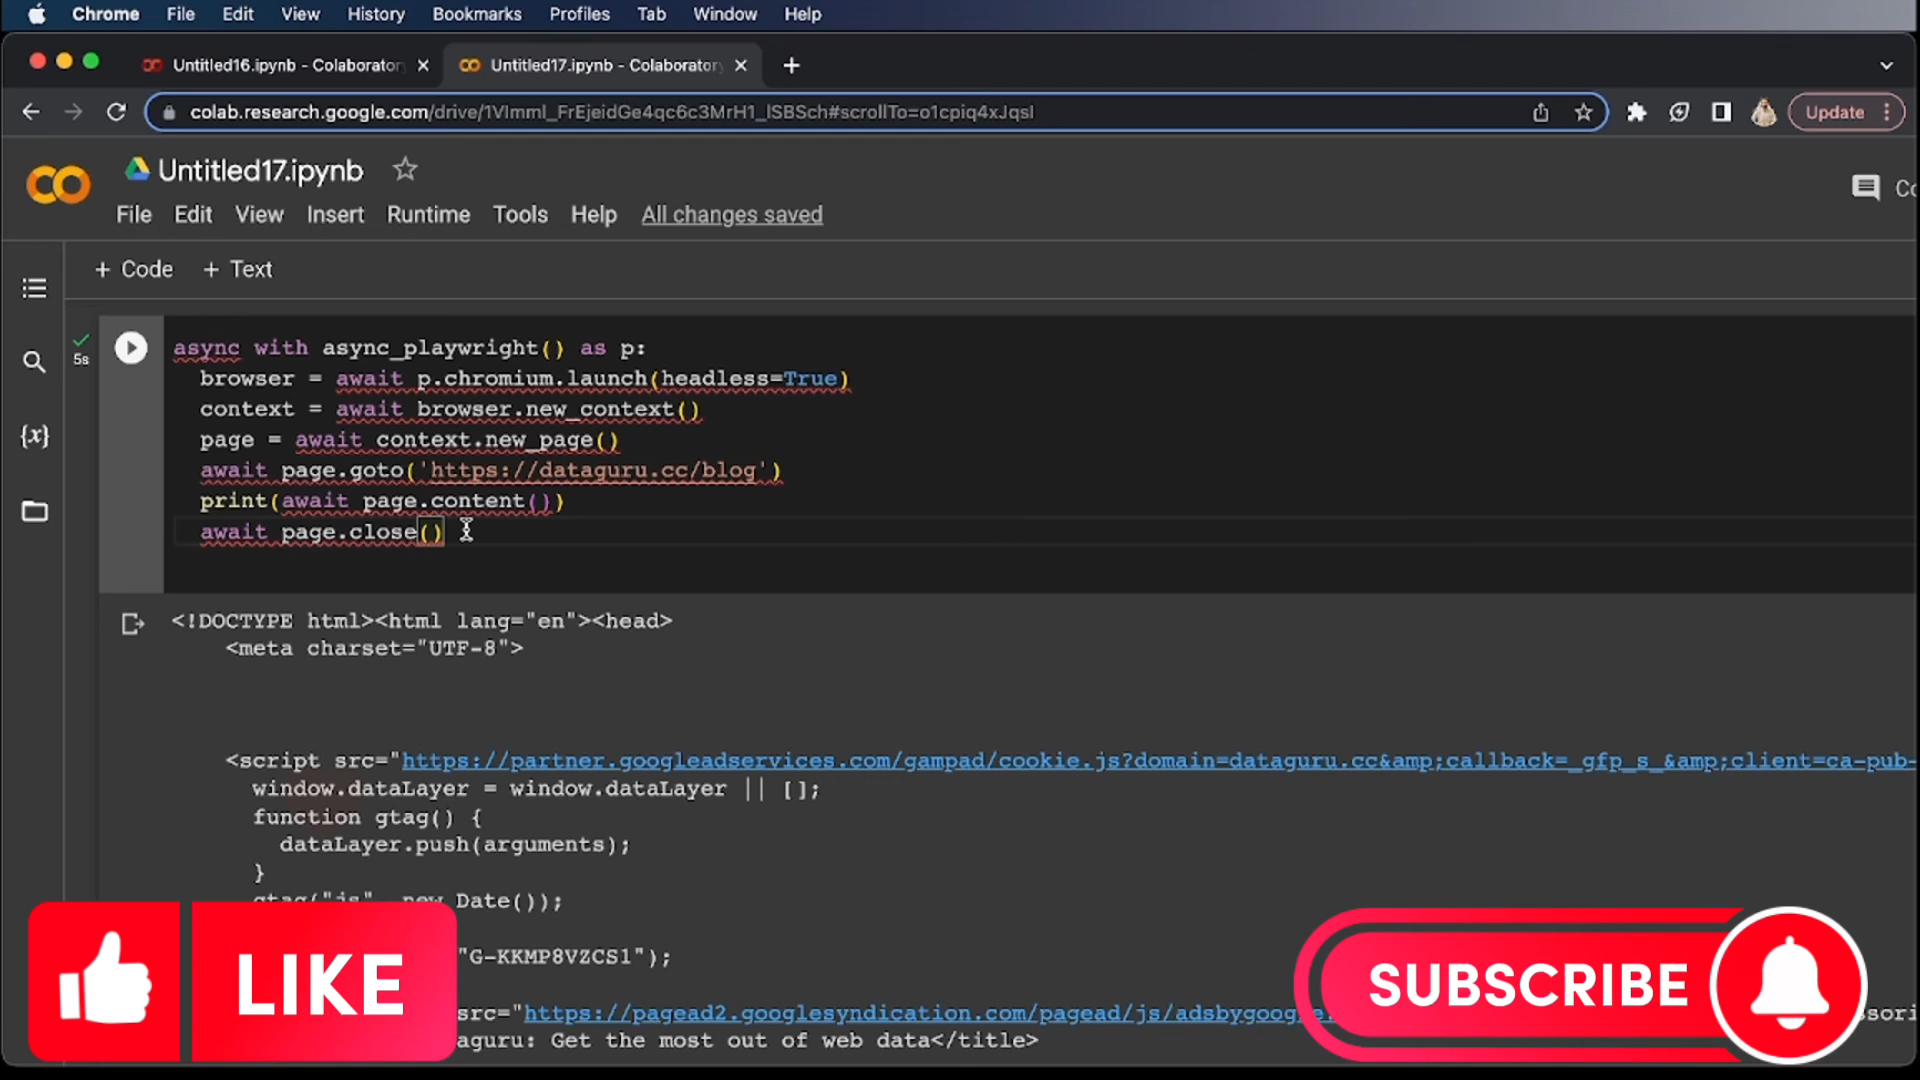 Chrome File Edit View History Bookmarks Profiles Tab Window Help
Untitled16.ipynb - Colaborator Untitled17.ipynb - Colaborator
colab.research.google.com/drive/1VImmI_FrEjeidGe4qc6c3MrH1_lSBSch#scrollTo=o1cpiq4xJqsI Update
Untitled17.ipynb
File Edit View Insert Runtime Tools Help All changes saved
+ Code + Text
5s
async with async_playwright() as p:
browser = await p.chromium.launch(headless=True)
context = await browser.new_context()
page = await context.new_page()
await page.goto('https://dataguru.cc/blog')
print(await page.content())
await page.close()
{x}
<!DOCTYPE html><html lang="en"><head>
<meta charset="UTF-8">
<script src="https://partner.googleadservices.com/gampad/cookie.js?domain=dataguru.cc&amp;callback=_gfp_s_&amp;client=ca-pub-
window.dataLayer = window.dataLayer || [];
function gtag() {
dataLayer.push(arguments);
}
gtag("js", new Date());
"G-KKMP8VZCS1");
src="https://pagead2.googlesyndication.com/pagead/js/adsbygoogle.
aguru: Get the most out of web data</title>
LIKE
SUBSCRIBE